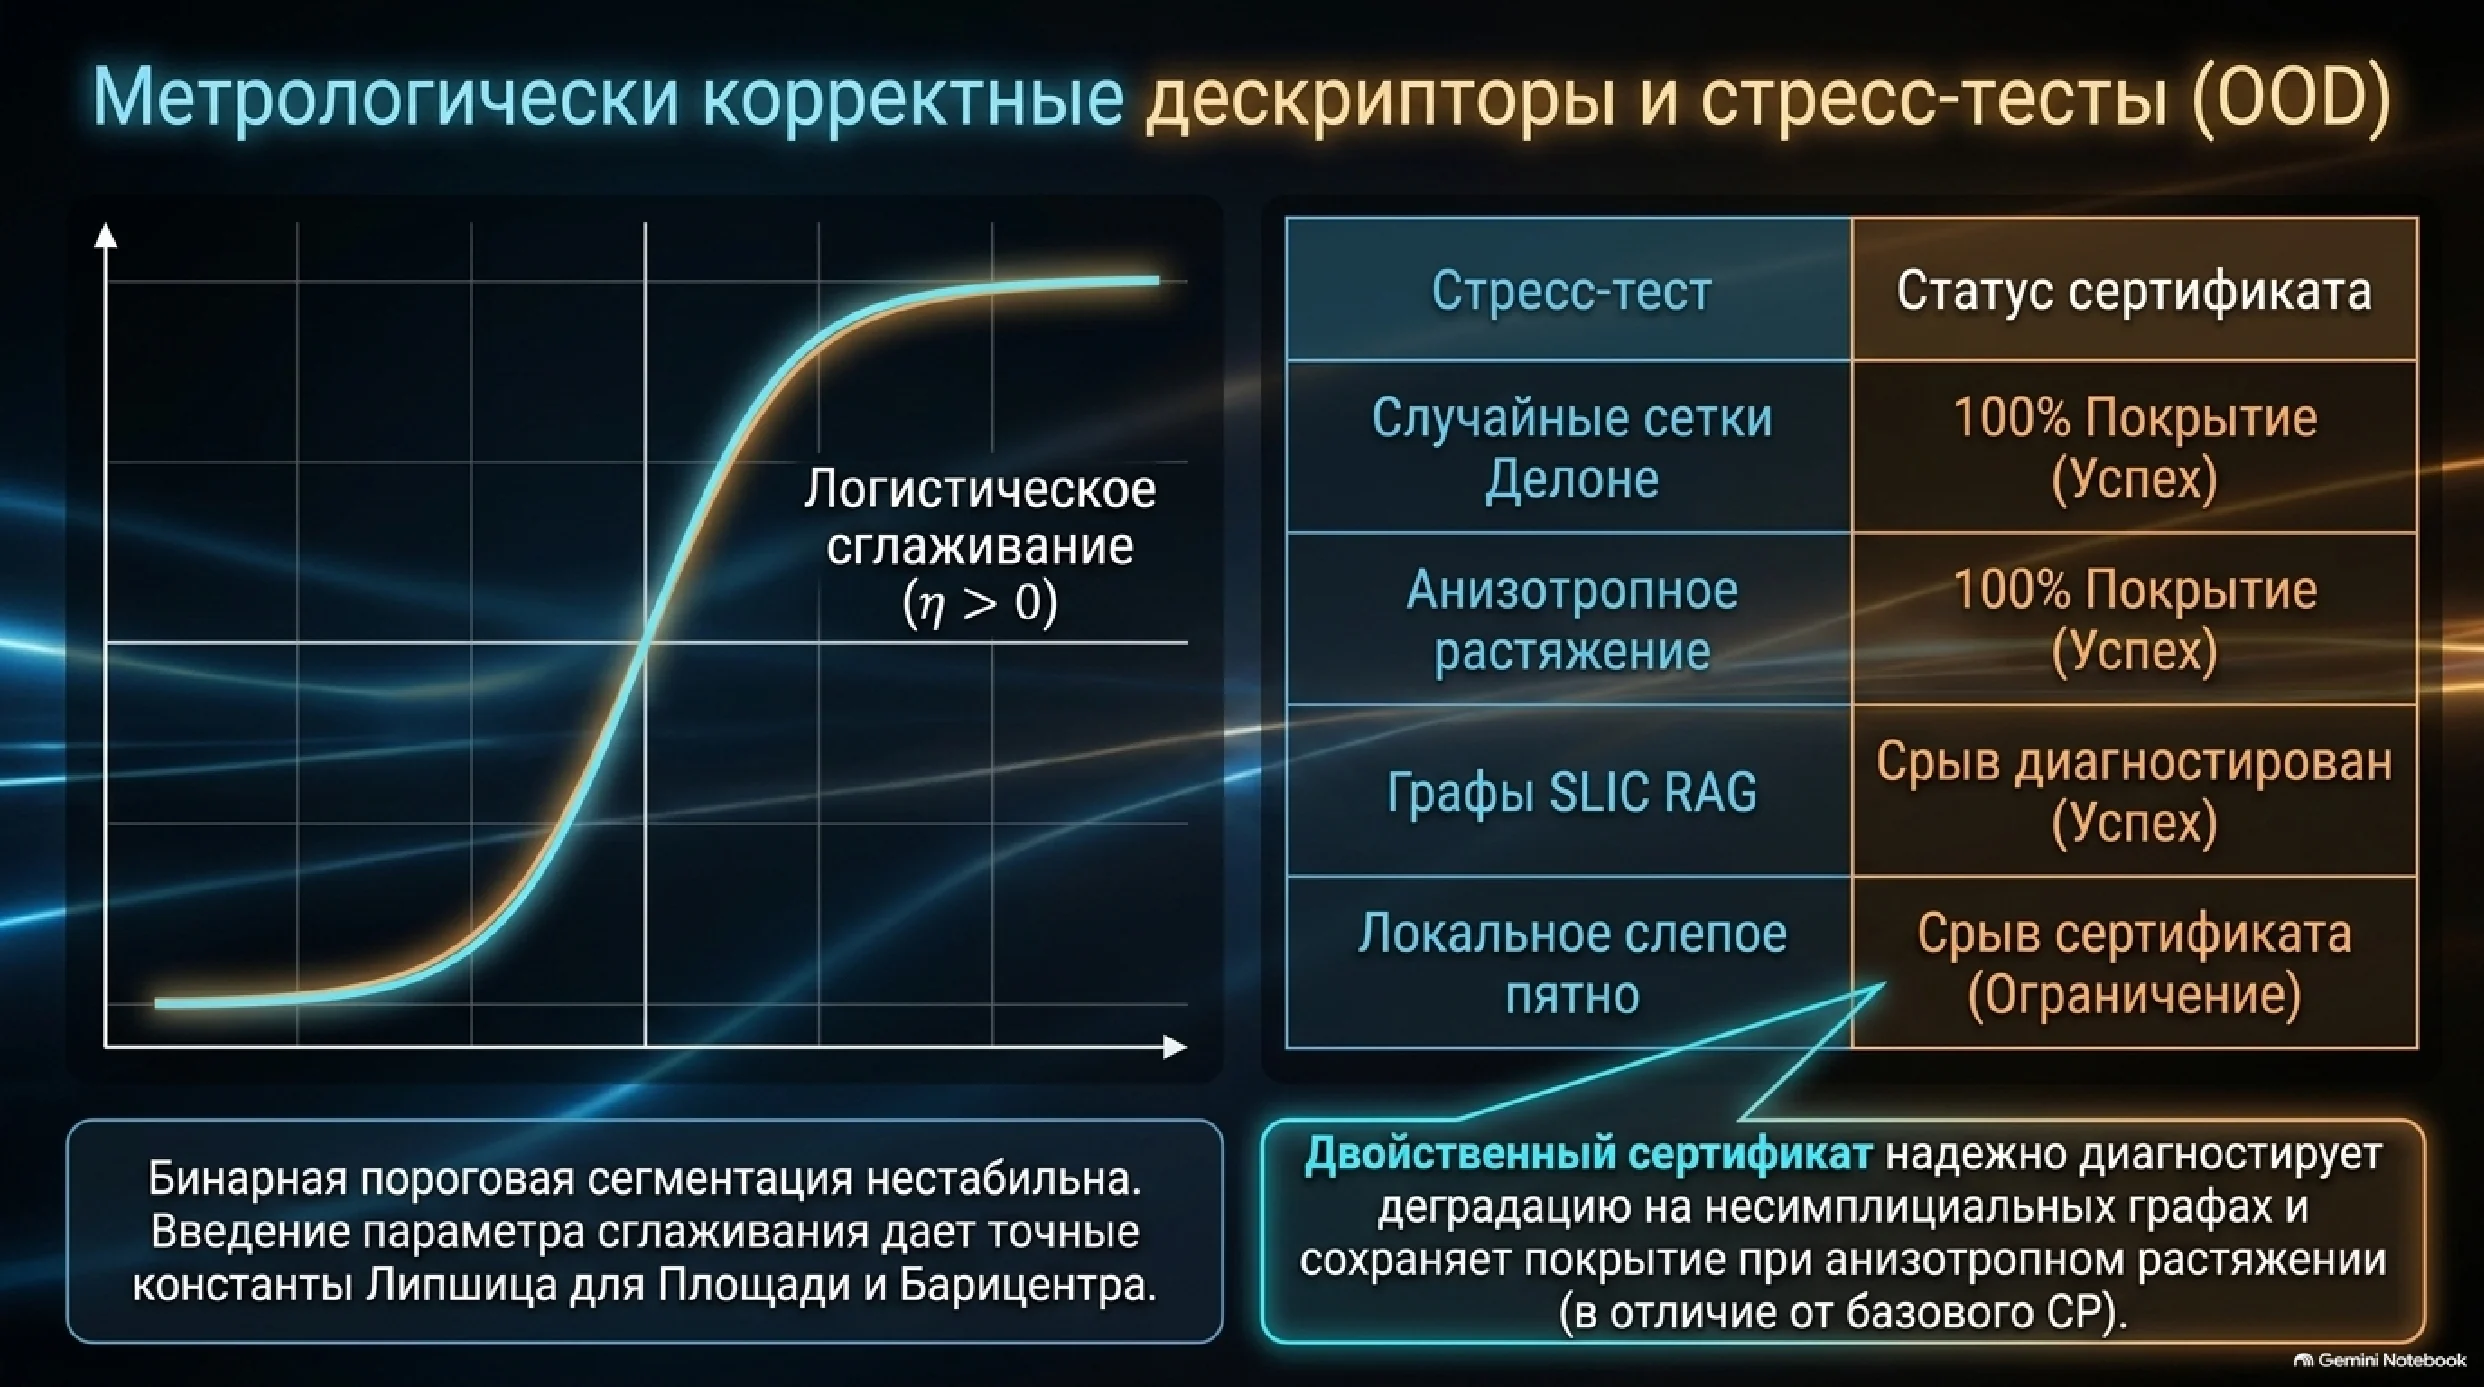 Метрологически корректные дескрипторы и стресс-тесты (OOD)
Логистическое
сглаживание
(η > 0)
Стресс-тест
Статус сертификата
Случайные сетки
Делоне
100% Покрытие
(Успех)
Анизотропное
растяжение
100% Покрытие
(Успех)
Графы SLIC RAG
Срыв диагностирован
(Успех)
Локальное слепое
пятно
Срыв сертификата
(Ограничение)
Бинарная пороговая сегментация нестабильна.
Введение параметра сглаживания дает точные
константы Липшица для Площади и Барицентра.
Двойственный сертификат надежно диагностирует
деградацию на несимплициальных графах и
сохраняет покрытие при анизотропном растяжении
(в отличие от базового CP).
Gemini Notebook